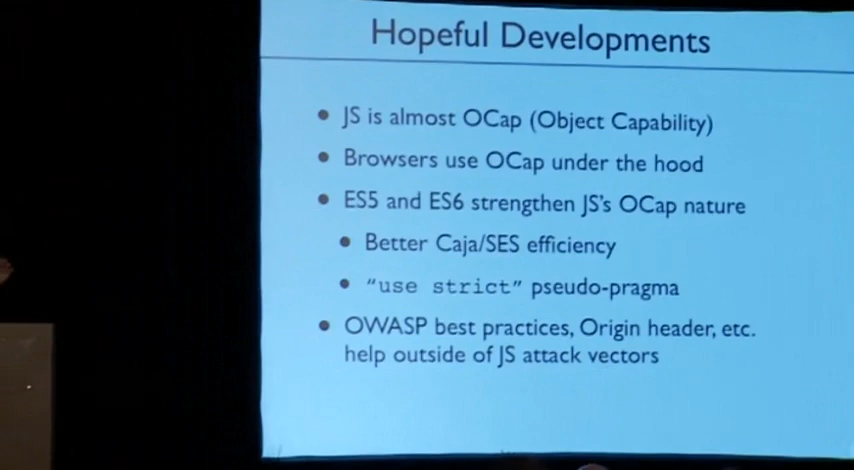 Hopeful Developments
• JS is almost OCap (Object Capability)
• Browsers use OCap under the hood
• ES5 and ES6 strengthen JS’s OCap nature
• Better Caja/SES efficiency
• “use strict” pseudo-pragma
• OWASP best practices, Origin header, etc.
help outside of JS attack vectors